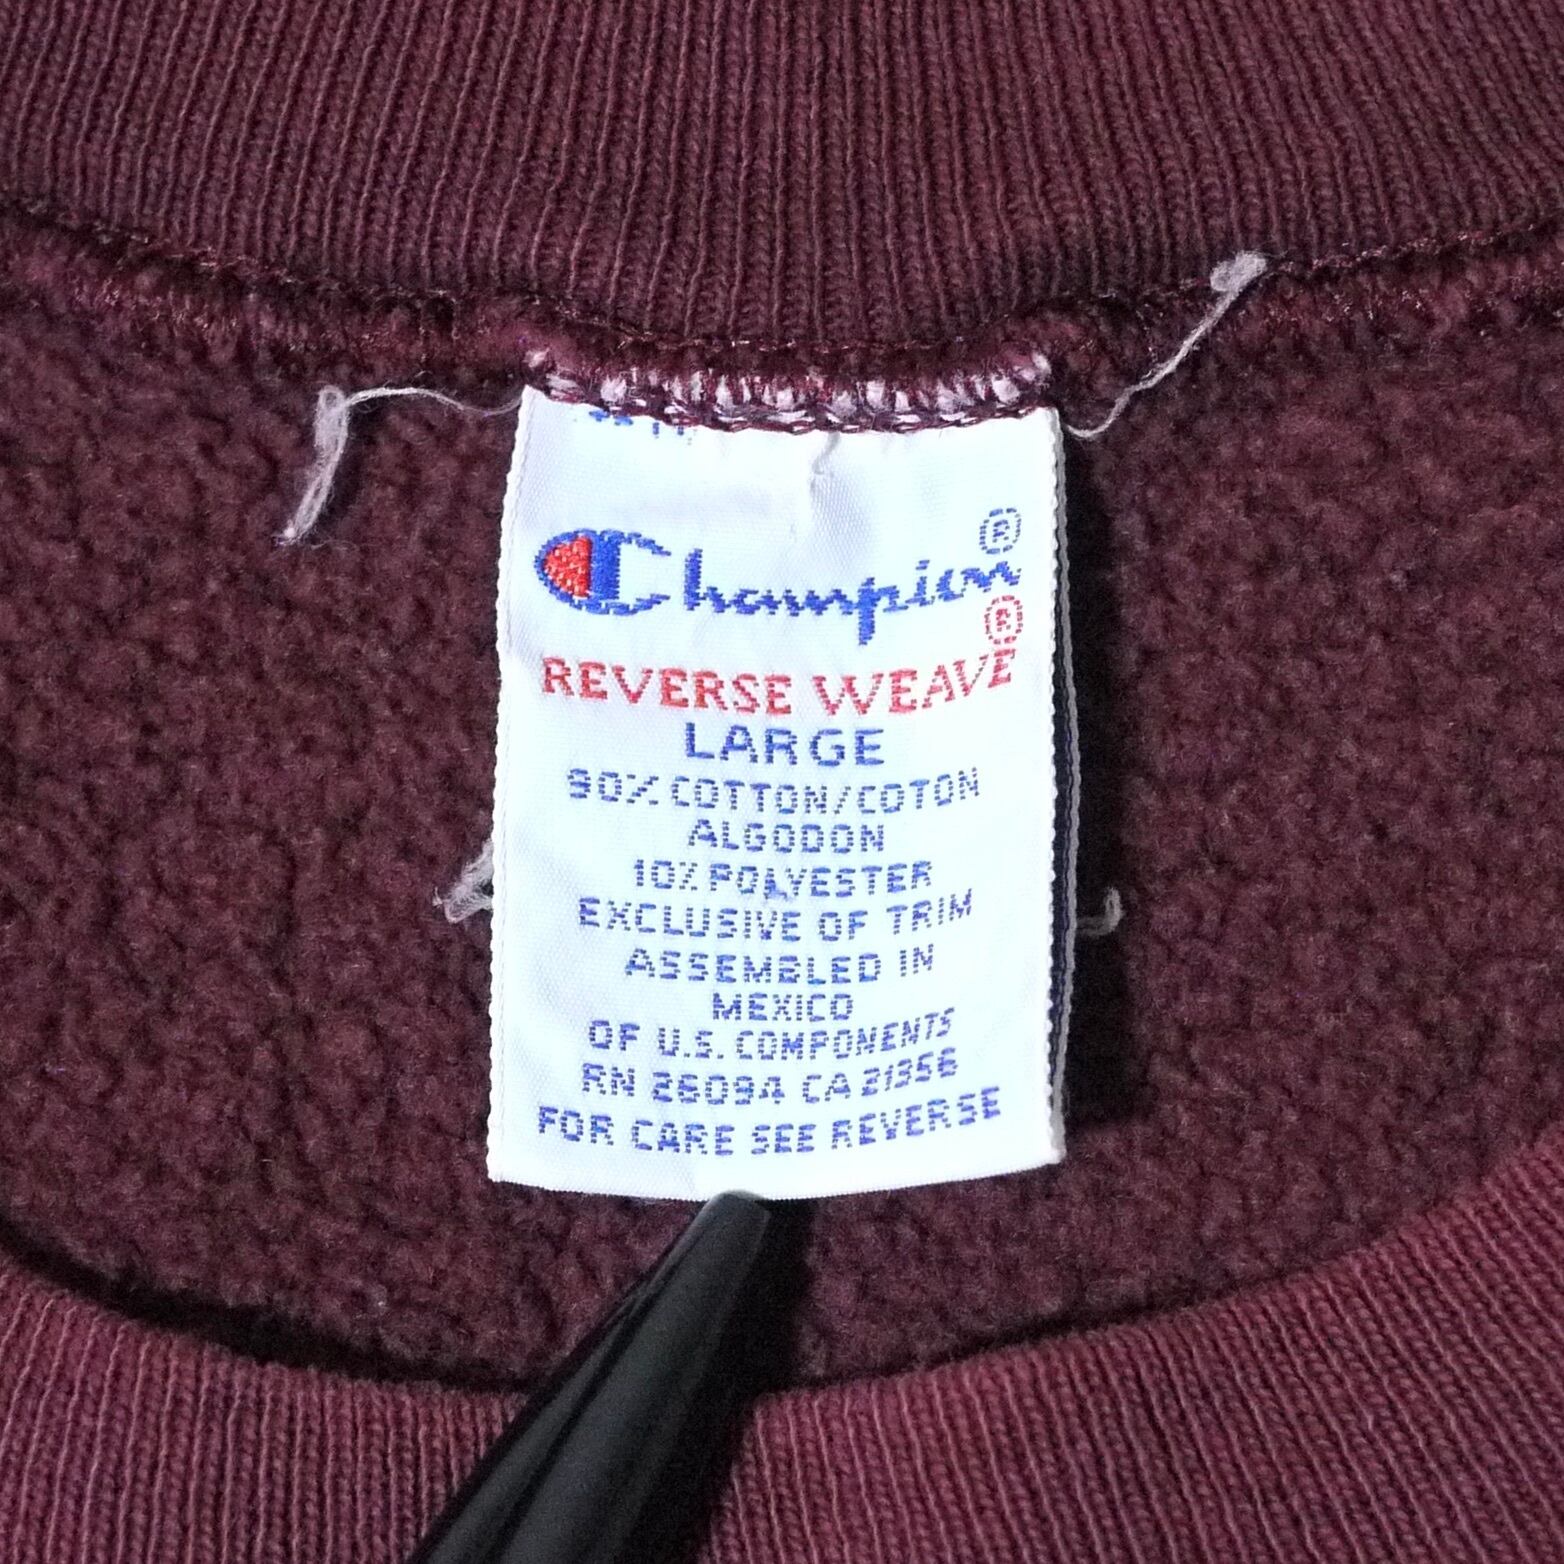 Champion®
®
REVERSE WEAVE
LARGE
90% COTTON/COTON
ALGODON
10% POLYESTER
EXCLUSIVE OF TRIM
ASSEMBLED IN
MEXICO
OF U.S. COMPONENTS
RN 26094 CA 21356
FOR CARE SEE REVERSE